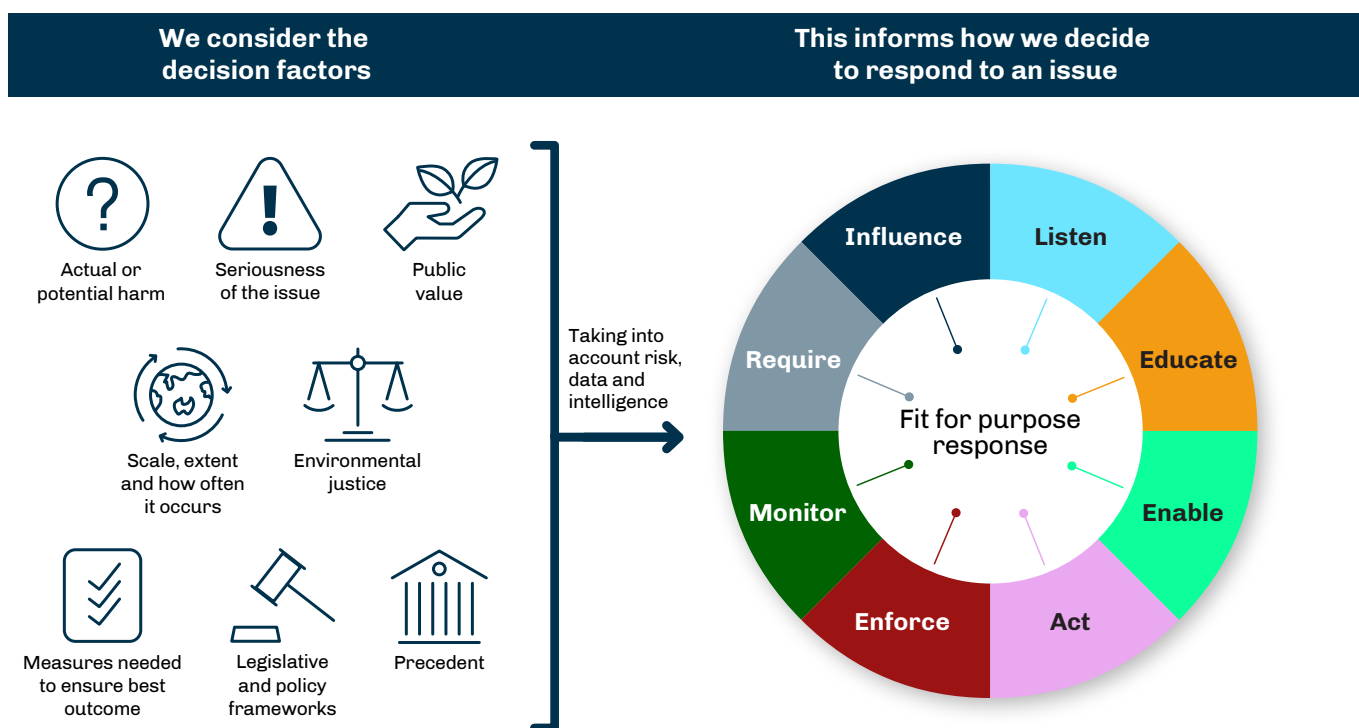 We consider the
decision factors
This informs how we decide
to respond to an issue
?
Actual or
potential harm
!
Seriousness
of the issue
Public
value
Scale, extent
and how often
it occurs
Environmental
justice
Measures needed
to ensure best
outcome
Legislative
and policy
frameworks
Precedent
Taking into
account risk,
data and
intelligence
Influence
Listen
Educate
Enable
Act
Enforce
Monitor
Require
Fit for purpose
response